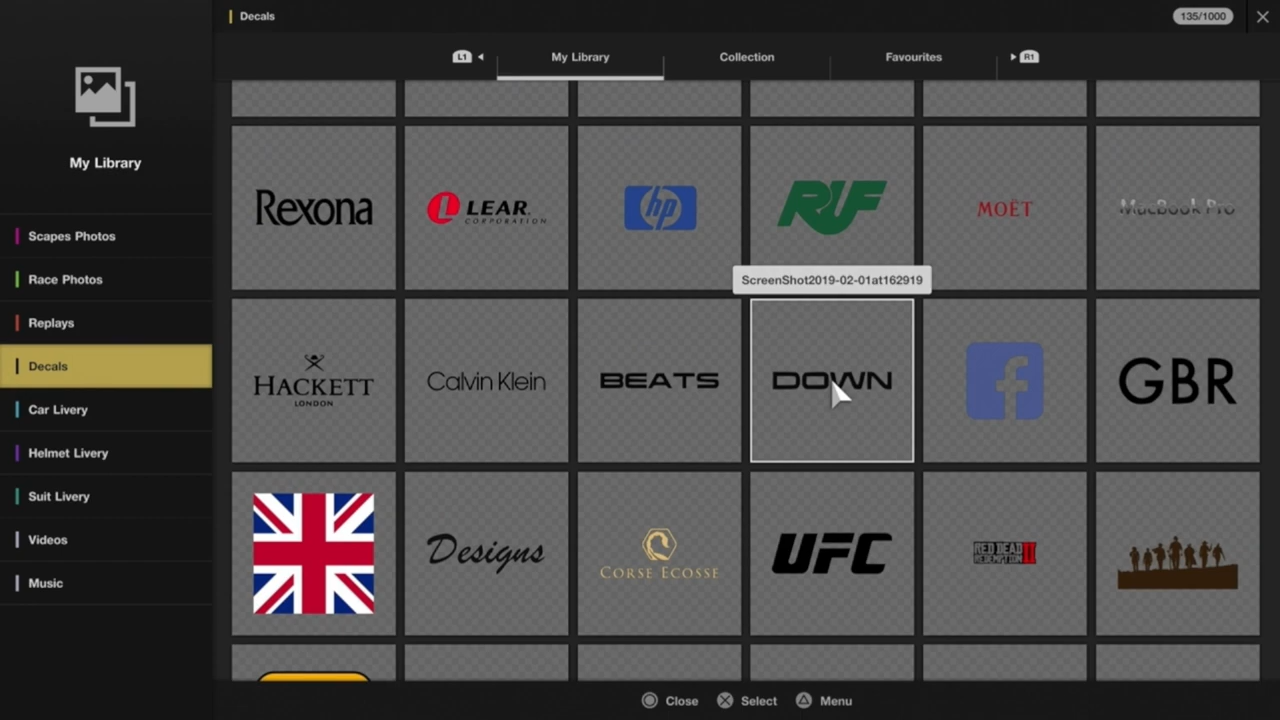 Decals
135/1000
L1
My Library
Collection
Favourites
R1
My Library
Scapes Photos
Race Photos
Replays
Decals
Car Livery
Helmet Livery
Suit Livery
Videos
Music
Rexona
L LEAR.
CORPORATION
hp
RUF
MOËT
MacBook Pro
ScreenShot2019-02-01at162919
HACKETT
LONDON
Calvin Klein
BEATS
DOWN
f
GBR
Designs
CORSE ECOSSE
UFC
RED DEAD
REDEMPTION II
Close
Select
Menu